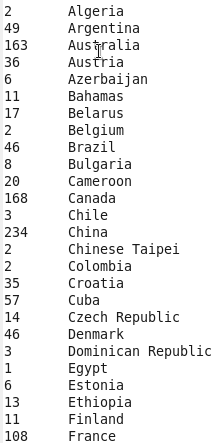 2 Algeria
49 Argentina
163 Australia
36 Austria
6 Azerbaijan
11 Bahamas
17 Belarus
2 Belgium
46 Brazil
8 Bulgaria
20 Cameroon
168 Canada
3 Chile
234 China
2 Chinese Taipei
2 Colombia
35 Croatia
57 Cuba
14 Czech Republic
46 Denmark
3 Dominican Republic
1 Egypt
6 Estonia
13 Ethiopia
11 Finland
108 France